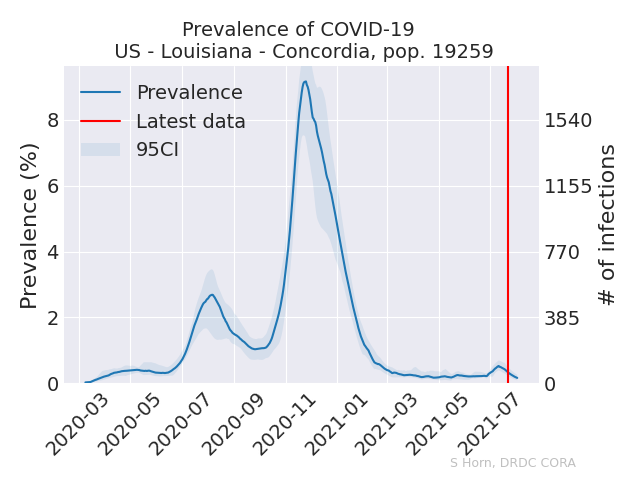 Prevalence of COVID-19
US - Louisiana - Concordia, pop. 19259
Prevalence
Latest data
95CI
Prevalence (%)
8
6
4
2
0
1540
1155
770
385
0
# of infections
2020-03
2020-05
2020-07
2020-09
2020-11
2021-01
2021-03
2021-05
2021-07
S Horn, DRDC CORA